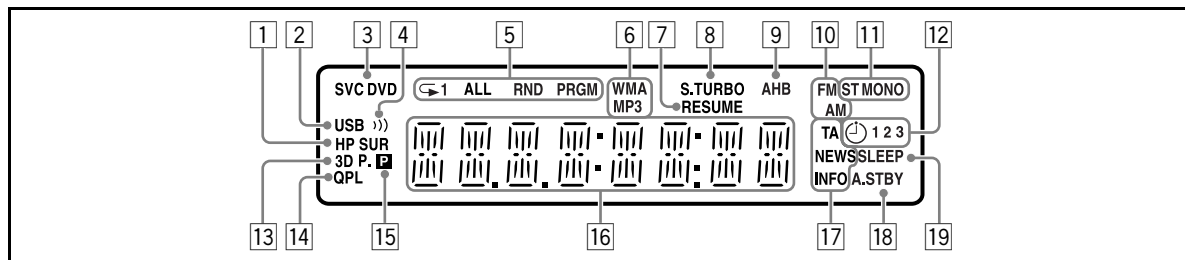 1 2 3 4 5 6 7 8 9 10 11 12
SVC DVD 1 ALL RND PRGM WMA S.TURBO AHB FM ST MONO
MP3 RESUME AM
USB TA 1 2 3
HP SUR
3D P. P NEWS SLEEP
QPL INFO A.STBY
13 14 15 16 17 18 19